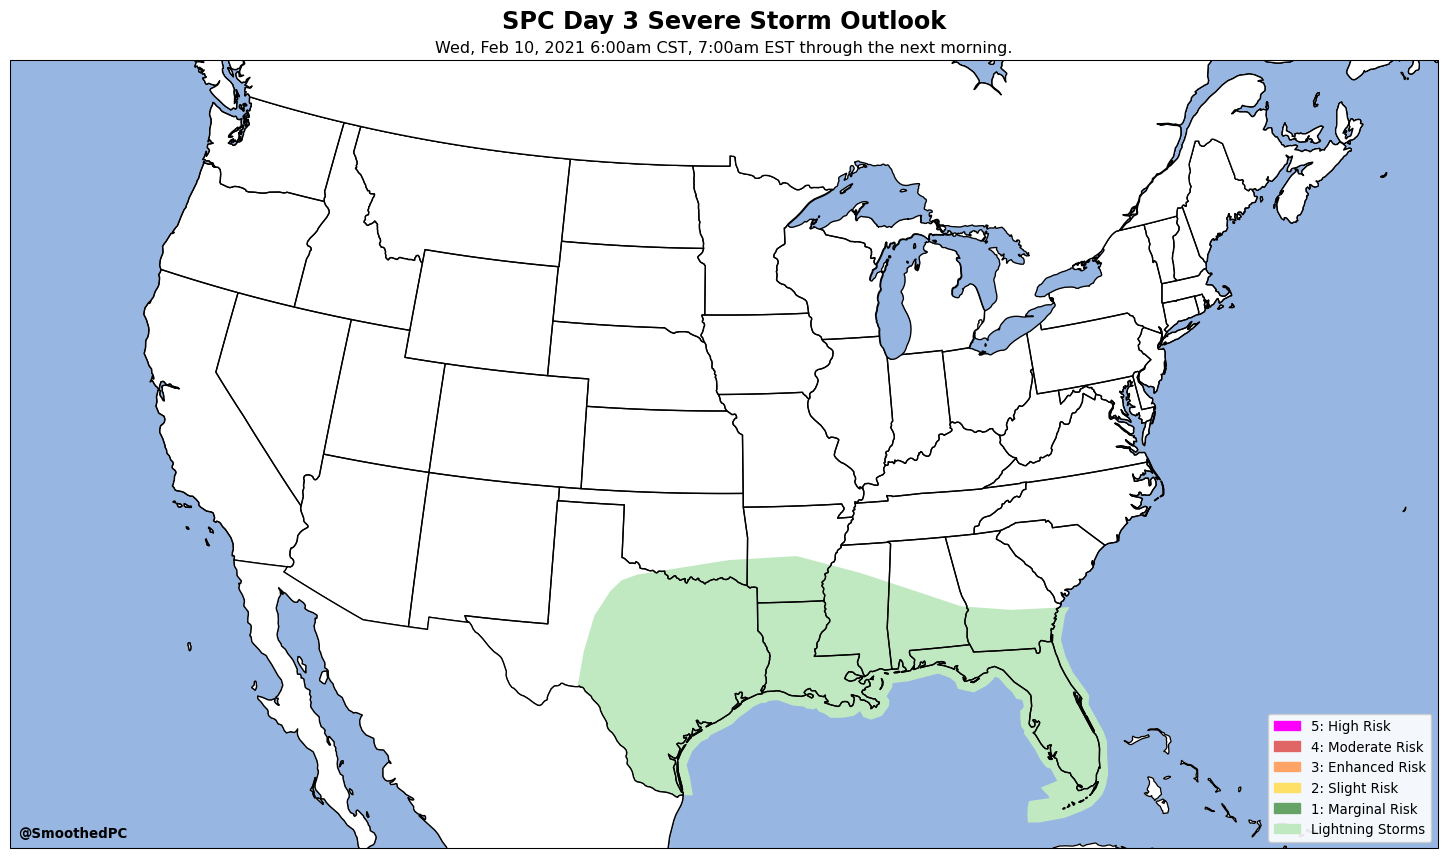 SPC Day 3 Severe Storm Outlook
Wed, Feb 10, 2021 6:00am CST, 7:00am EST through the next morning.
5: High Risk
4: Moderate Risk
3: Enhanced Risk
2: Slight Risk
1: Marginal Risk
Lightning Storms
@SmoothedPC